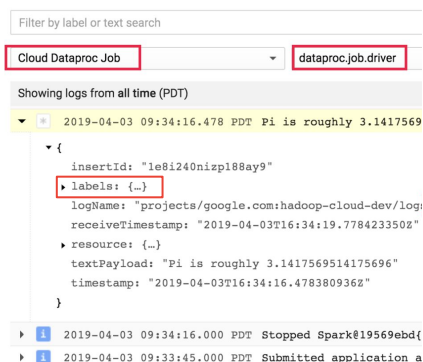 Filter by label or text search
Cloud Dataproc Job
dataproc.job.driver
Showing logs from all time (PDT)
2019-04-03 09:34:16.478 PDT Pi is roughly 3.1417569
{
insertId: "1e8i240nizp188ay9"
labels: {…}
logName: "projects/google.com:hadoop-cloud-dev/logs
receiveTimestamp: "2019-04-03T16:34:19.778423350Z"
resource: {…}
textPayload: "Pi is roughly 3.1417569514175696"
timestamp: "2019-04-03T16:34:16.478380936Z"
}
i 2019-04-03 09:34:16.000 PDT Stopped Spark@19569ebd{
i 2019-04-03 09:33:45.000 PDT Submitted application a